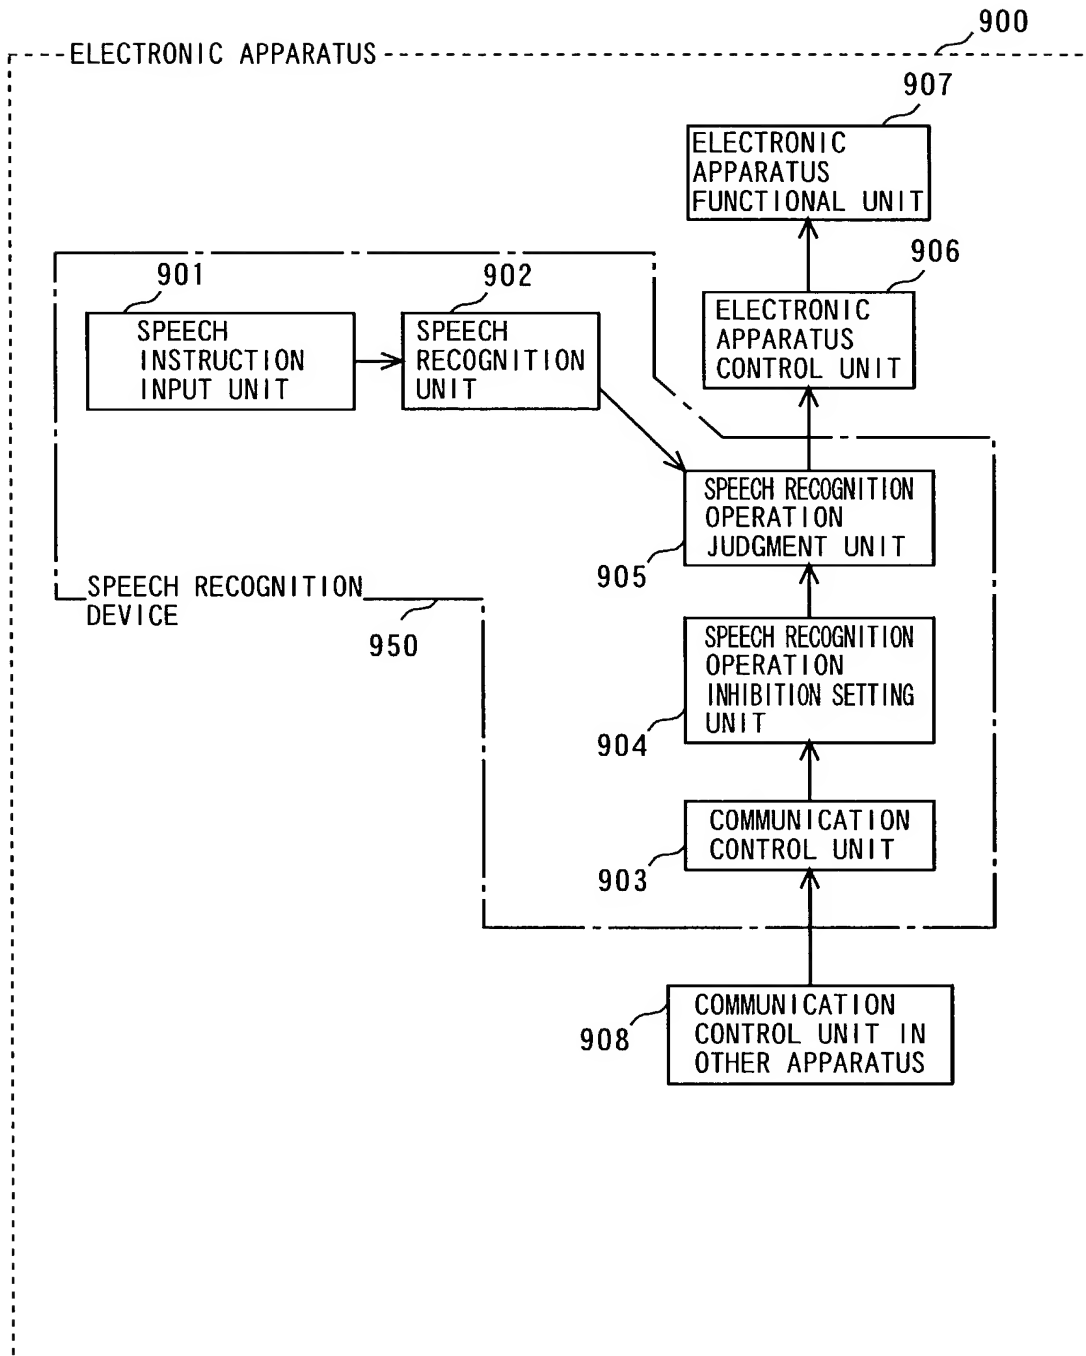 900
ELECTRONIC APPARATUS
907
ELECTRONIC
APPARATUS
FUNCTIONAL UNIT
906
ELECTRONIC
APPARATUS
CONTROL UNIT
901
SPEECH
INSTRUCTION
INPUT UNIT
902
SPEECH
RECOGNITION
UNIT
SPEECH RECOGNITION
OPERATION
JUDGMENT UNIT
905
SPEECH RECOGNITION
DEVICE
950
SPEECH RECOGNITION
OPERATION
INHIBITION SETTING
UNIT
904
COMMUNICATION
CONTROL UNIT
903
COMMUNICATION
CONTROL UNIT IN
OTHER APPARATUS
908